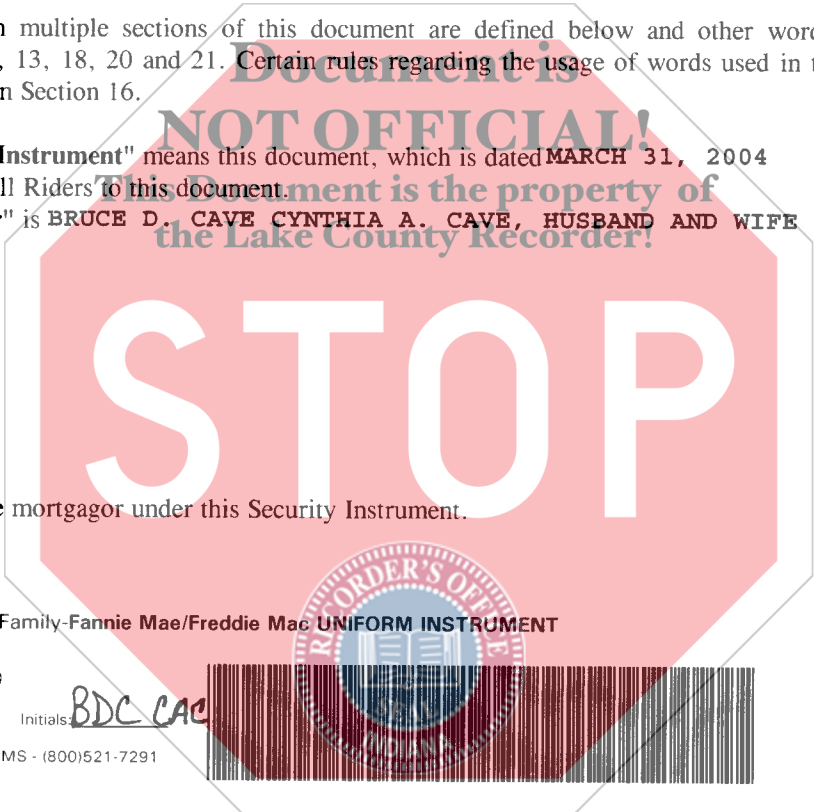 n multiple sections of this document are defined below and other word
, 13, 18, 20 and 21. Certain rules regarding the usage of words used in t
n Section 16.
Document is
NOT OFFICIAL!
This Document is the property of
the Lake County Recorder!
Instrument" means this document, which is dated MARCH 31, 2004
ll Riders to this document.
" is BRUCE D. CAVE CYNTHIA A. CAVE, HUSBAND AND WIFE
STOP
e mortgagor under this Security Instrument.
RECORDER'S OFFICE
SEAL
INDIANA
Family-Fannie Mae/Freddie Mac UNIFORM INSTRUMENT
Initials: BDC CAC
MS - (800)521-7291